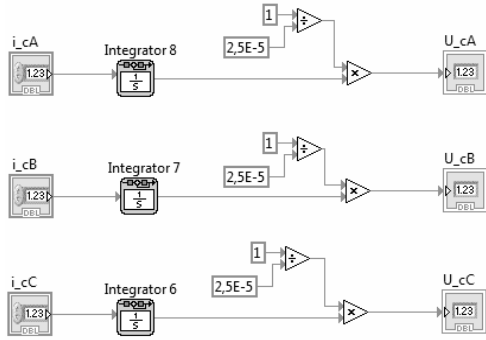 1
i_cA
Integrator 8
÷
U_cA
1.23
2,5E-5
1.23
DBL
1
S
×
DBL
1
i_cB
Integrator 7
÷
U_cB
1.23
2,5E-5
1.23
DBL
1
S
×
DBL
1
i_cC
Integrator 6
÷
U_cC
1.23
2,5E-5
1.23
DBL
1
S
×
DBL